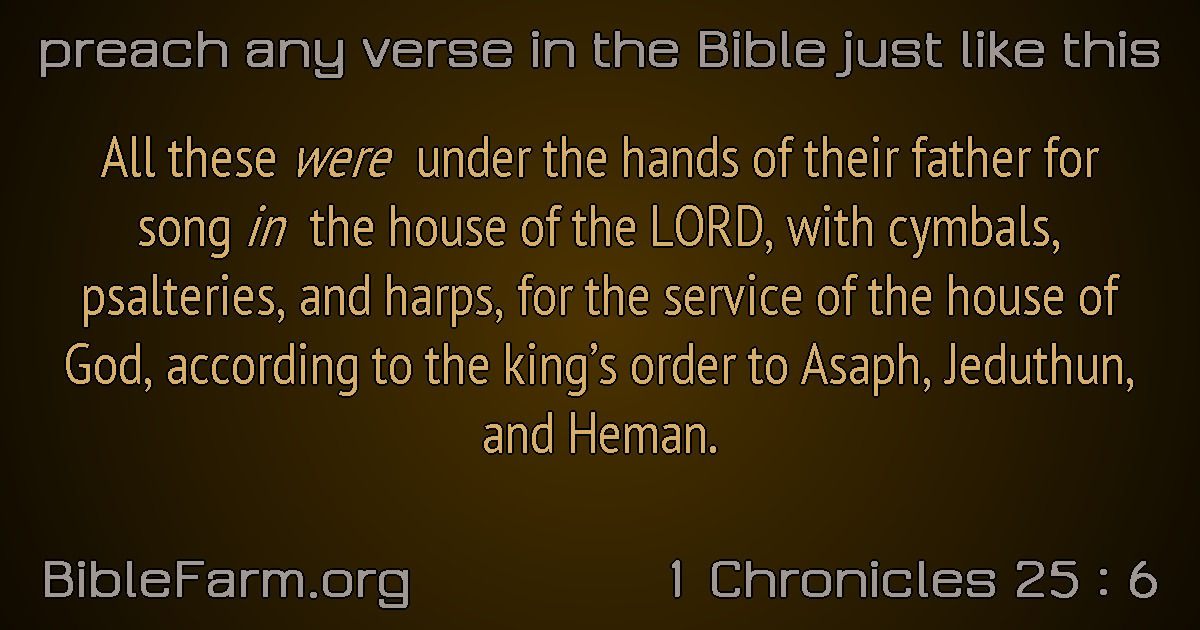 preach any verse in the Bible just like this
All these were under the hands of their father for
song in the house of the LORD, with cymbals,
psalteries, and harps, for the service of the house of
God, according to the king’s order to Asaph, Jeduthun,
and Heman.
BibleFarm.org
1 Chronicles 25 : 6